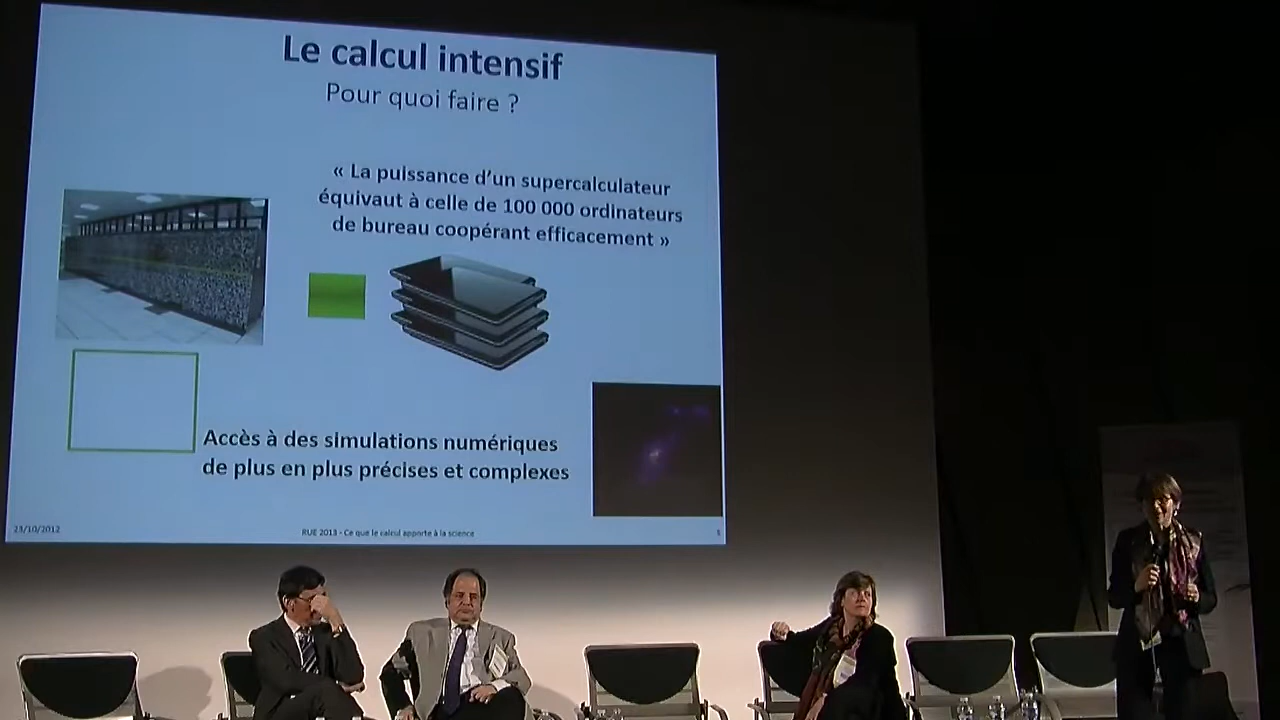 Le calcul intensif
Pour quoi faire ?
« La puissance d'un supercalculateur
équivaut à celle de 100 000 ordinateurs
de bureau coopérant efficacement »
Accès à des simulations numériques
de plus en plus précises et complexes
23/10/2012
RUE 2013 - Ce que le calcul apporte à la science